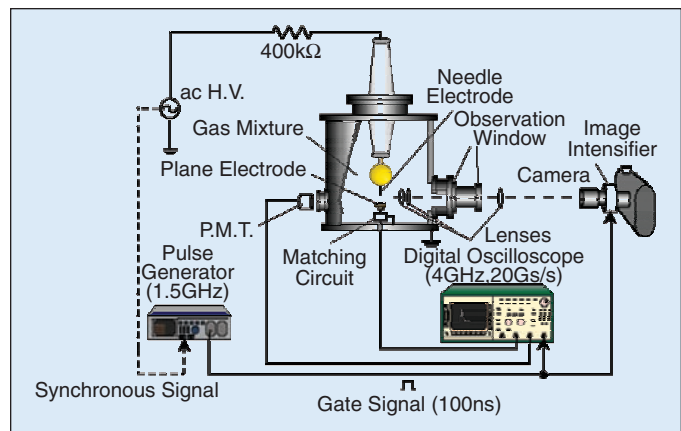 400kΩ
ac H.V.
Needle
Electrode
Gas Mixture
Observation
Window
Image
Intensifier
Plane Electrode
Camera
P.M.T.
Lenses
Matching
Circuit
Pulse
Generator
(1.5GHz)
Digital Oscilloscope
(4GHz,20Gs/s)
Synchronous Signal
Gate Signal (100ns)